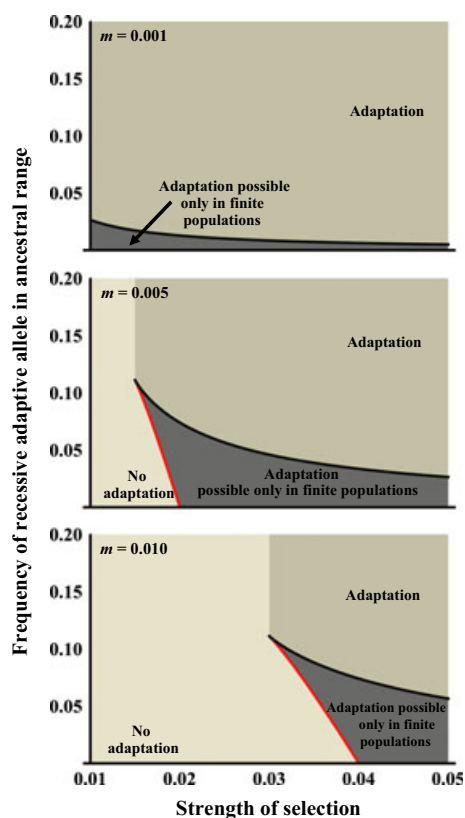 Frequency of recessive adaptive allele in ancestral range
0.20
0.15
0.10
0.05
m = 0.001
Adaptation
Adaptation possible
only in finite
populations
0.20
0.15
0.10
0.05
m = 0.005
Adaptation
No
adaptation
Adaptation
possible only in finite populations
0.20
0.15
0.10
0.05
m = 0.010
Adaptation
Adaptation possible
only in finite
populations
No
adaptation
0.01 0.02 0.03 0.04 0.05
Strength of selection